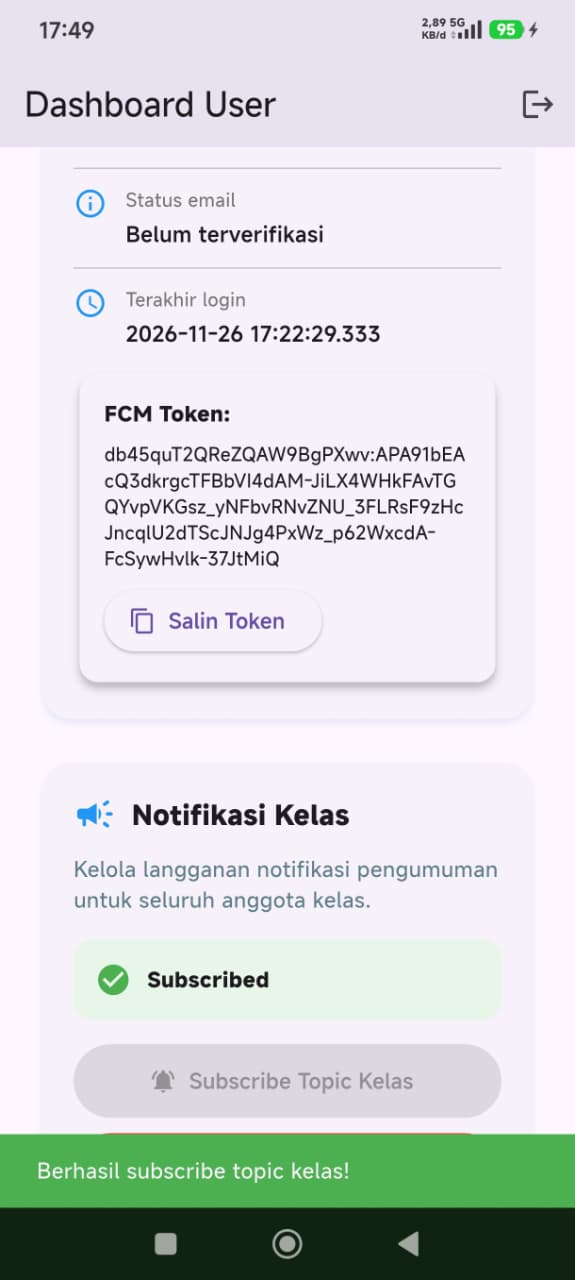 17:49
2,89 5G
KB/d
95
Dashboard User
Status email
Belum terverifikasi
Terakhir login
2026-11-26 17:22:29.333
FCM Token:
db45quT2QReZQAW9BgPXwv:APA91bEA
cQ3dkrgcTFBbVI4dAM-JiLX4WHkFAvTG
QYvpVKGsz_yNFbvRNvZNU_3FLRsF9zHc
JncqlU2dTScJNJg4PxWz_p62WxcdA-
FcSywHvlk-37JtMiQ
Salin Token
Notifikasi Kelas
Kelola langganan notifikasi pengumuman
untuk seluruh anggota kelas.
Subscribed
Subscribe Topic Kelas
Berhasil subscribe topic kelas!